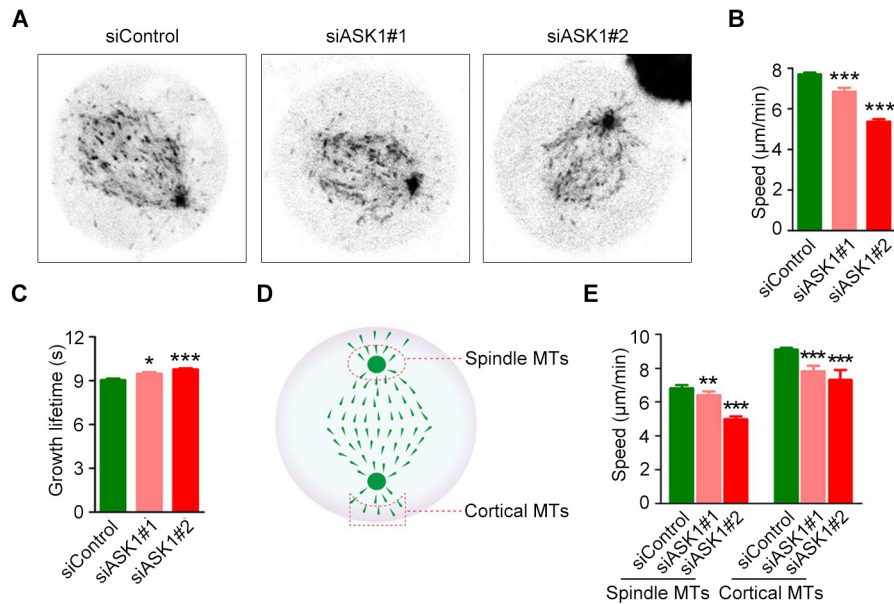 A
siControl
siASK1#1
siASK1#2
B
8
6
4
2
0
Speed (µm/min)
***
***
siControl
siASK1#1
siASK1#2
C
12
9
6
3
0
Growth lifetime (s)
*
***
siControl
siASK1#1
siASK1#2
D
Spindle MTs
Cortical MTs
E
10
8
6
4
2
0
Speed (µm/min)
**
***
***
***
siControl
siASK1#1
siASK1#2
siControl
siASK1#1
siASK1#2
Spindle MTs
Cortical MTs